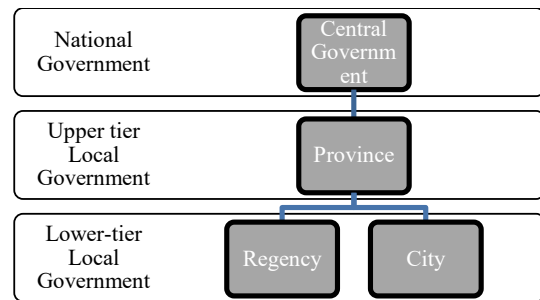 National
Government
Central
Governm
ent
Upper tier
Local
Government
Province
Lower-tier
Local
Government
Regency
City